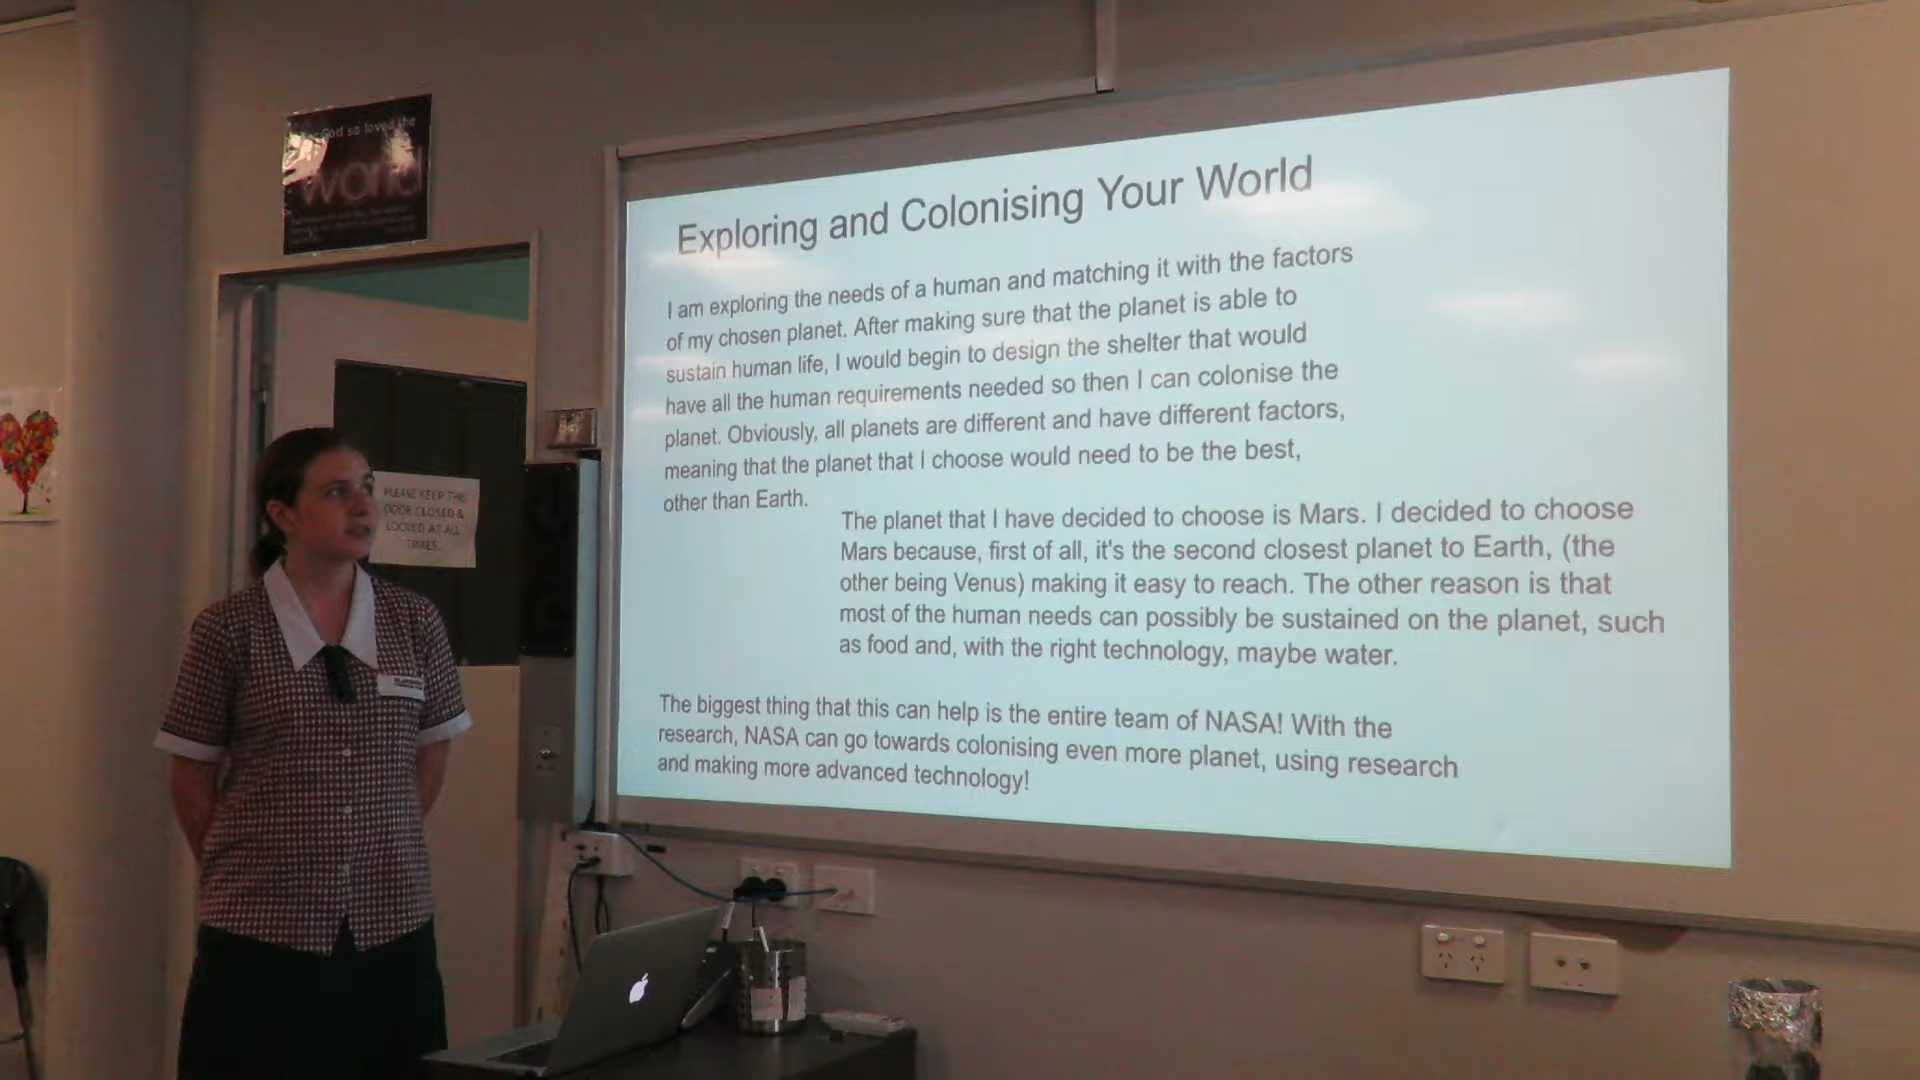 God so loved the
world
PLEASE KEEP THIS
DOOR CLOSED &
LOCKED AT ALL
TIMES.
Exploring and Colonising Your World
I am exploring the needs of a human and matching it with the factors
of my chosen planet. After making sure that the planet is able to
sustain human life, I would begin to design the shelter that would
have all the human requirements needed so then I can colonise the
planet. Obviously, all planets are different and have different factors,
meaning that the planet that I choose would need to be the best,
other than Earth.
The planet that I have decided to choose is Mars. I decided to choose
Mars because, first of all, it's the second closest planet to Earth, (the
other being Venus) making it easy to reach. The other reason is that
most of the human needs can possibly be sustained on the planet, such
as food and, with the right technology, maybe water.
The biggest thing that this can help is the entire team of NASA! With the
research, NASA can go towards colonising even more planet, using research
and making more advanced technology!